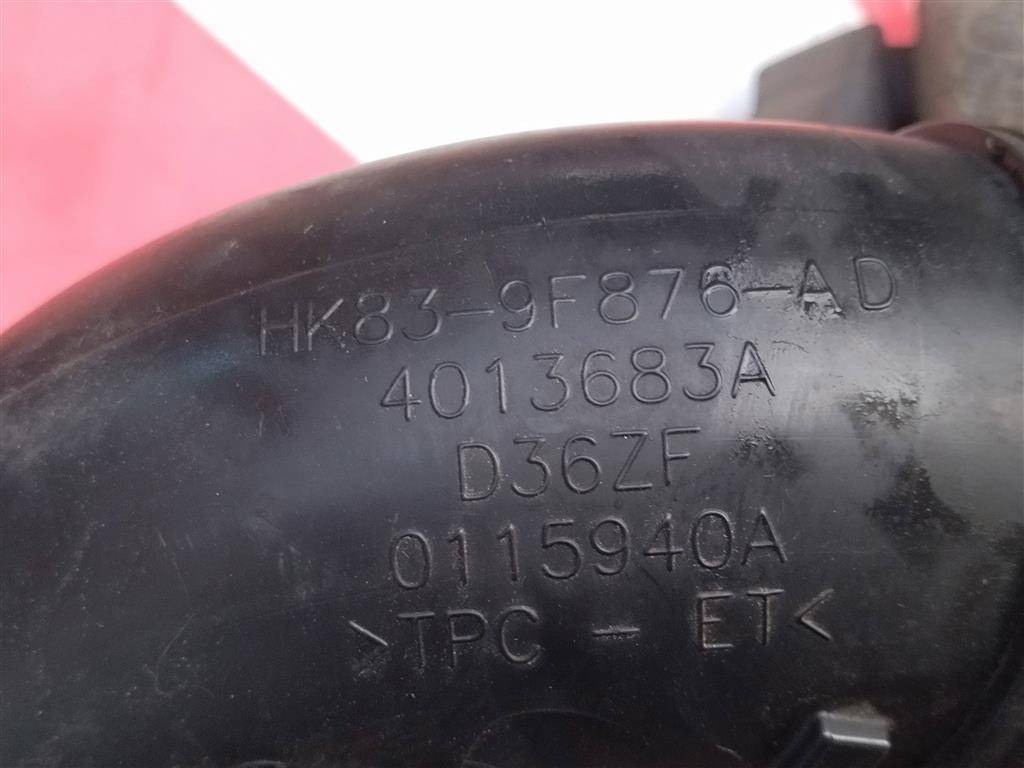 HK83-9F876-AD
4013683A
D36ZF
0115940A
>TPC - ET<